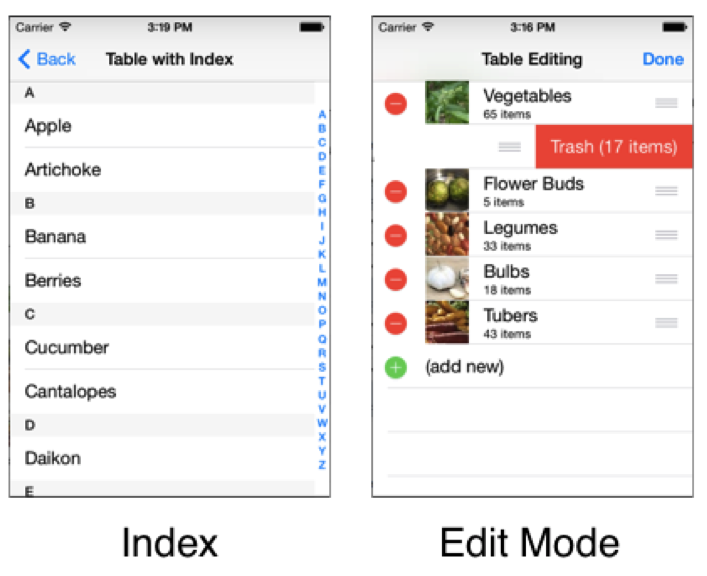 Carrier 3:19 PM
Back Table with Index
A
Apple
Artichoke
B
Banana
Berries
C
Cucumber
Cantalopes
D
Daikon
E
A
B
C
D
E
F
G
H
I
J
K
L
M
N
O
P
Q
R
S
T
U
V
W
X
Y
Z
Index
Carrier 3:16 PM
Table Editing Done
Vegetables
65 items
Trash (17 items)
Flower Buds
5 items
Legumes
33 items
Bulbs
18 items
Tubers
43 items
(add new)
Edit Mode